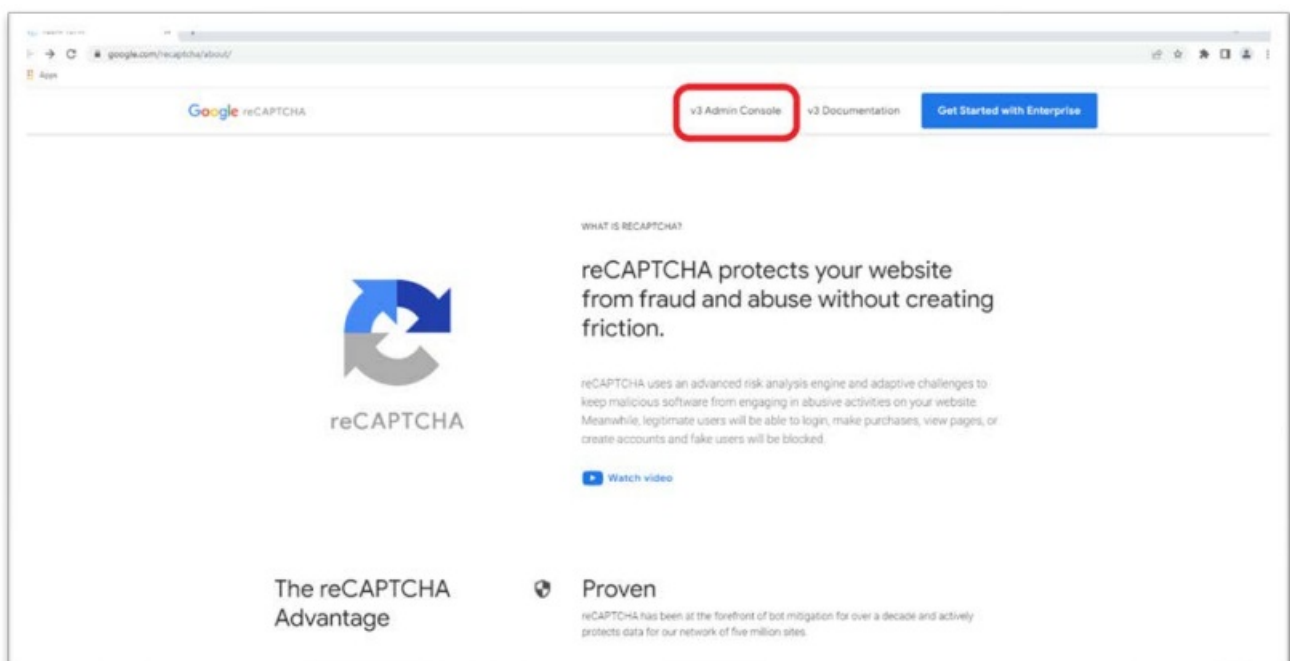 google.com/recaptcha/about/
Apps
Google reCAPTCHA
v3 Admin Console
v3 Documentation
Get Started with Enterprise
WHAT IS RECAPTCHA?
reCAPTCHA protects your website
from fraud and abuse without creating
friction.
reCAPTCHA uses an advanced risk analysis engine and adaptive challenges to
keep malicious software from engaging in abusive activities on your website.
Meanwhile, legitimate users will be able to login, make purchases, view pages, or
create accounts and fake users will be blocked.
Watch video
reCAPTCHA
The reCAPTCHA
Advantage
Proven
reCAPTCHA has been at the forefront of bot mitigation for over a decade and actively
protects data for our network of five million sites.